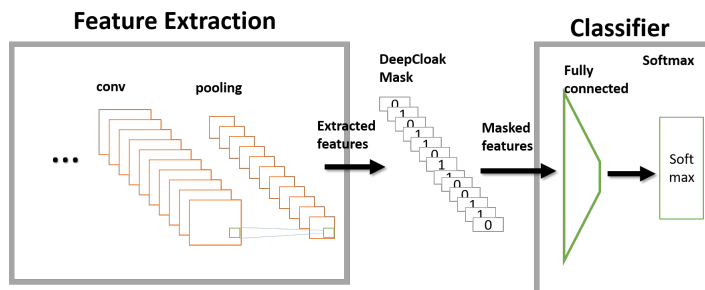 Feature Extraction
Classifier
DeepCloak
Mask
Fully
connected
Softmax
conv
pooling
Extracted
features
Masked
features
...
0
1
0
1
1
0
1
1
0
0
1
1
0
Soft
max